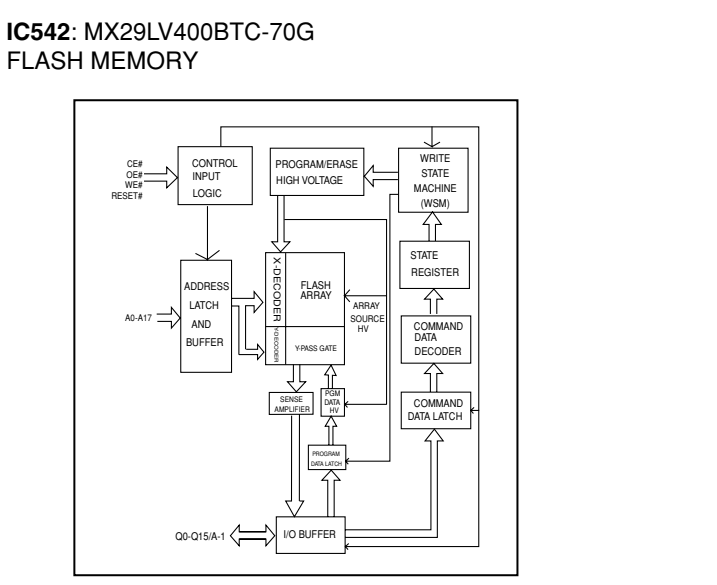 IC542: MX29LV400BTC-70G
FLASH MEMORY
CE#
OE#
WE#
RESET#
CONTROL
INPUT
LOGIC
PROGRAM/ERASE
HIGH VOLTAGE
WRITE
STATE
MACHINE
(WSM)
STATE
REGISTER
ADDRESS
LATCH
AND
BUFFER
A0-A17
X-DECODER
FLASH
ARRAY
ARRAY
SOURCE
HV
Y-DECODER
Y-PASS GATE
COMMAND
DATA
DECODER
SENSE
AMPLIFIER
PGM
DATA
HV
COMMAND
DATA LATCH
PROGRAM
DATA LATCH
Q0-Q15/A-1
I/O BUFFER